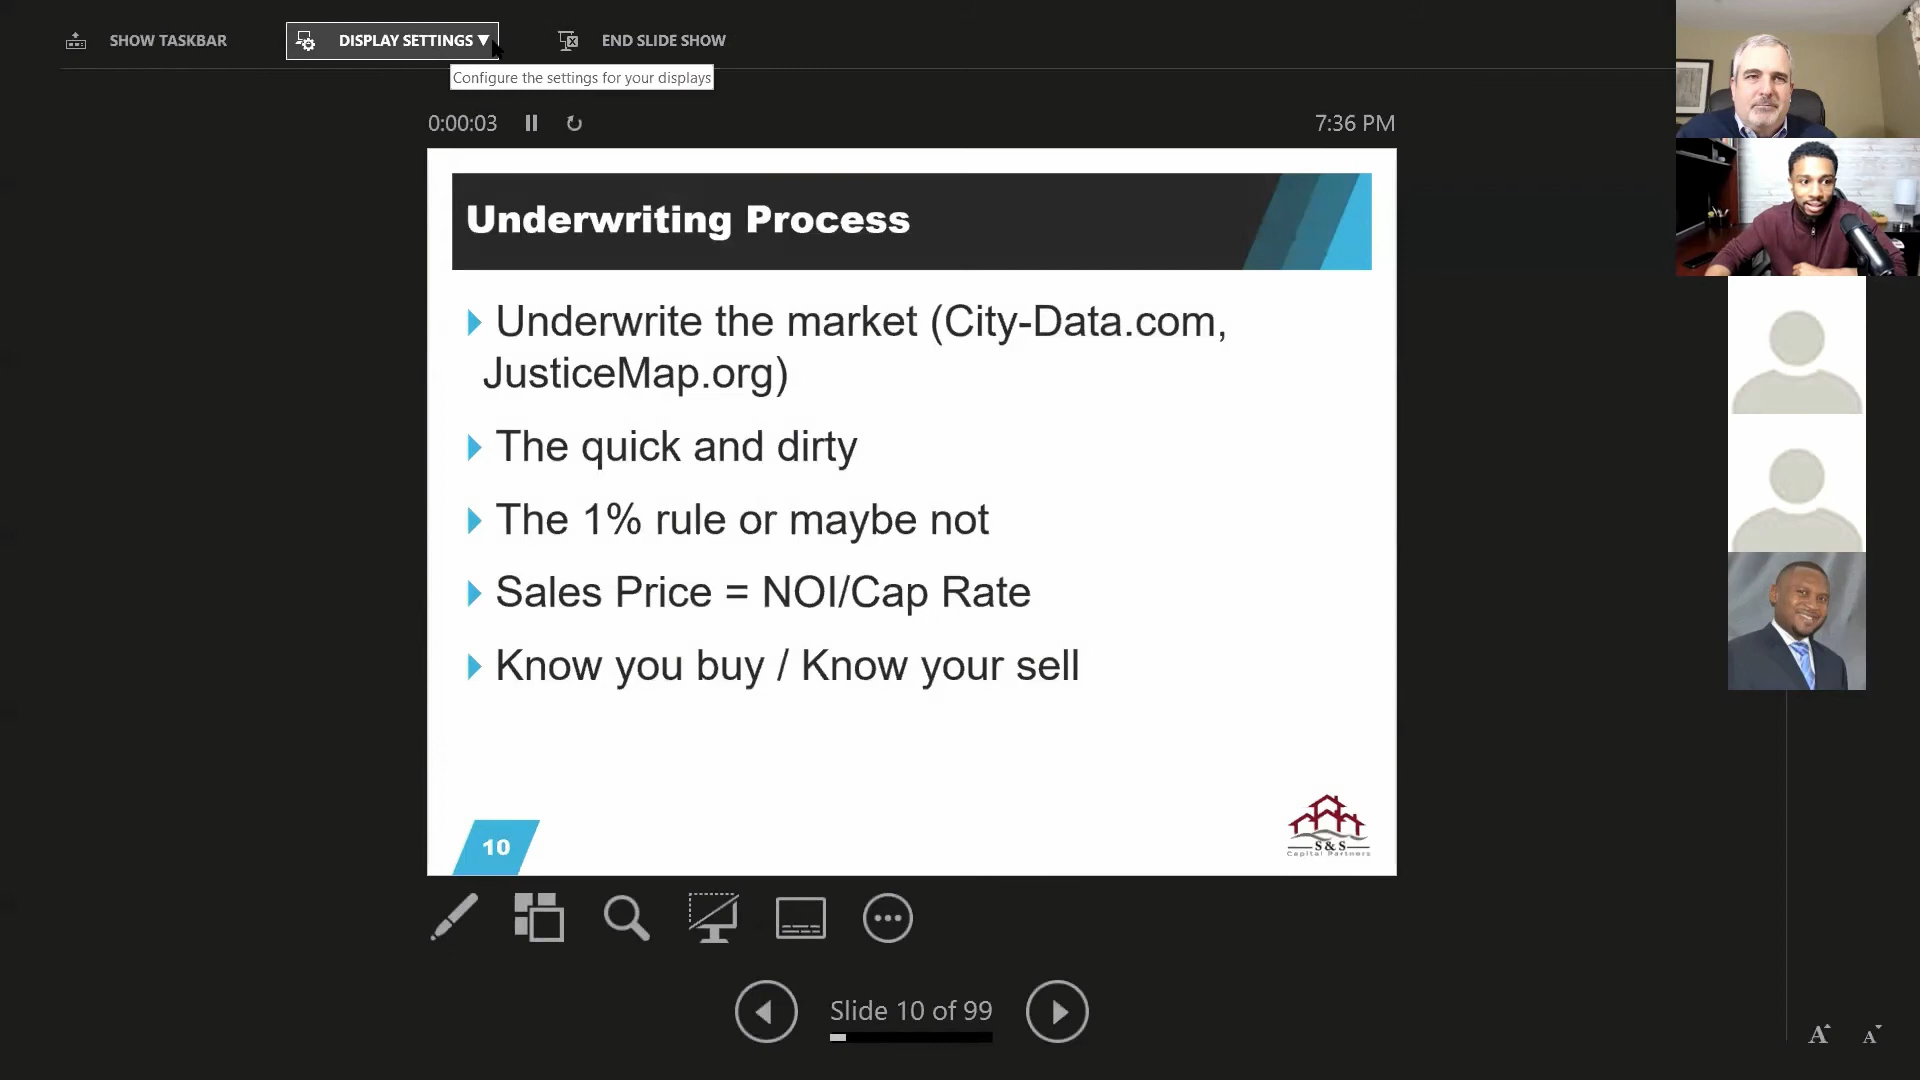 SHOW TASKBAR
DISPLAY SETTINGS ▼
END SLIDE SHOW
Configure the settings for your displays
0:00:03
7:36 PM
Underwriting Process
Underwrite the market (City-Data.com,
JusticeMap.org)
The quick and dirty
The 1% rule or maybe not
Sales Price = NOI/Cap Rate
Know you buy / Know your sell
10
S&S
Capital Partners
Slide 10 of 99
A A